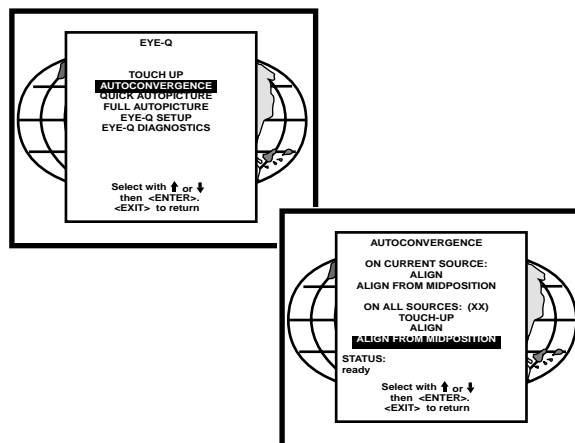 EYE-Q
TOUCH UP
AUTOCONVERGENCE
QUICK AUTOPICTURE
FULL AUTOPICTURE
EYE-Q SETUP
EYE-Q DIAGNOSTICS
Select with ⬆ or ⬇
then <ENTER>.
<EXIT> to return
AUTOCONVERGENCE
ON CURRENT SOURCE:
ALIGN
ALIGN FROM MIDPOSITION
ON ALL SOURCES: (XX)
TOUCH-UP
ALIGN
ALIGN FROM MIDPOSITION
STATUS:
ready
Select with ⬆ or ⬇
then <ENTER>.
<EXIT> to return